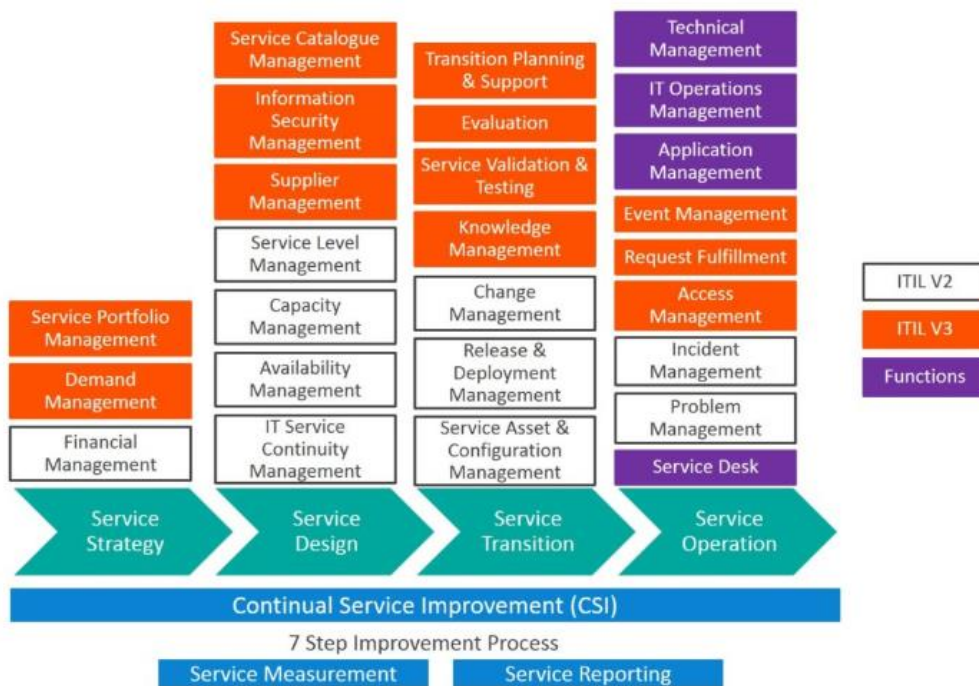 Service Portfolio
Management
Demand
Management
Financial
Management
Service Catalogue
Management
Information
Security
Management
Supplier
Management
Service Level
Management
Capacity
Management
Availability
Management
IT Service
Continuity
Management
Transition Planning
& Support
Evaluation
Service Validation &
Testing
Knowledge
Management
Change
Management
Release &
Deployment
Management
Service Asset &
Configuration
Management
Technical
Management
IT Operations
Management
Application
Management
Event Management
Request Fulfillment
Access
Management
Incident
Management
Problem
Management
Service Desk
ITIL V2
ITIL V3
Functions
Service
Strategy
Service
Design
Service
Transition
Service
Operation
Continual Service Improvement (CSI)
7 Step Improvement Process
Service Measurement
Service Reporting